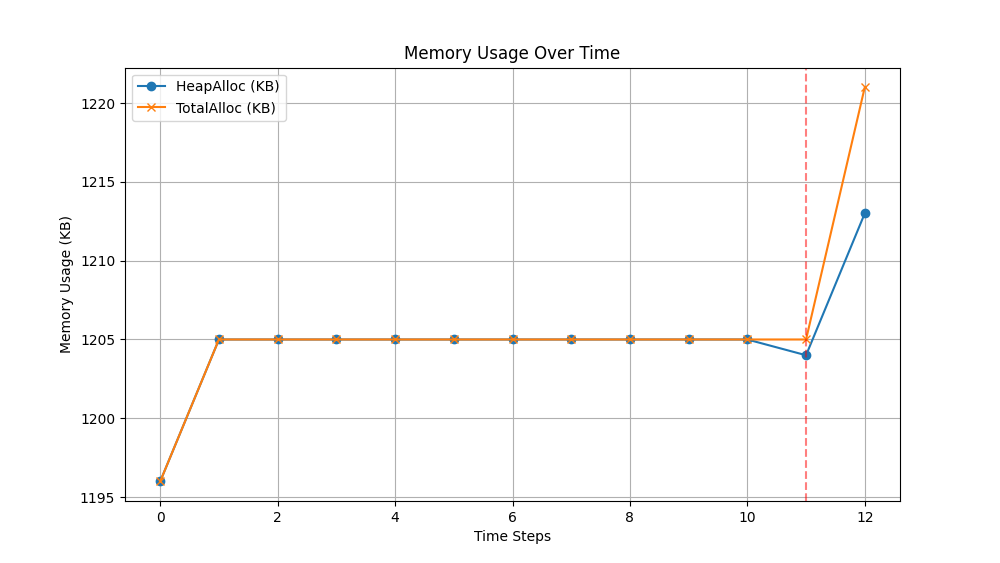 Memory Usage Over Time
HeapAlloc (KB)
TotalAlloc (KB)
Memory Usage (KB)
1220
1215
1210
1205
1200
1195
0 2 4 6 8 10 12
Time Steps